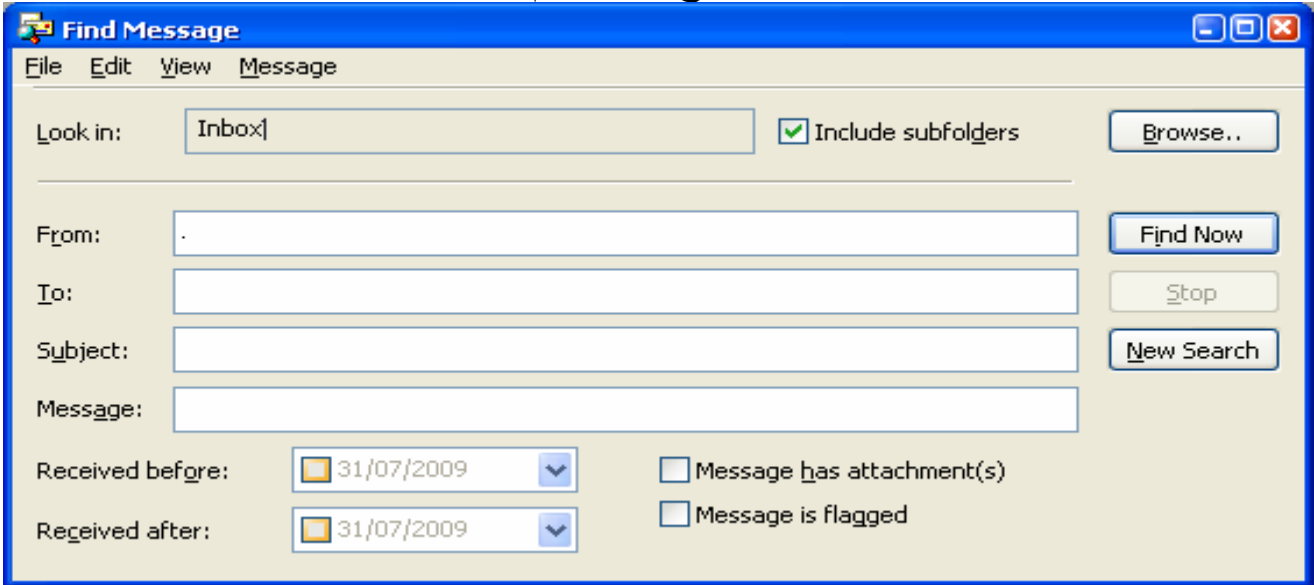 Find Message
File Edit View Message
Look in: Inbox Include subfolders Browse..
From: . Find Now
To: Stop
Subject: New Search
Message:
Received before: 31/07/2009 Message has attachment(s)
Received after: 31/07/2009 Message is flagged